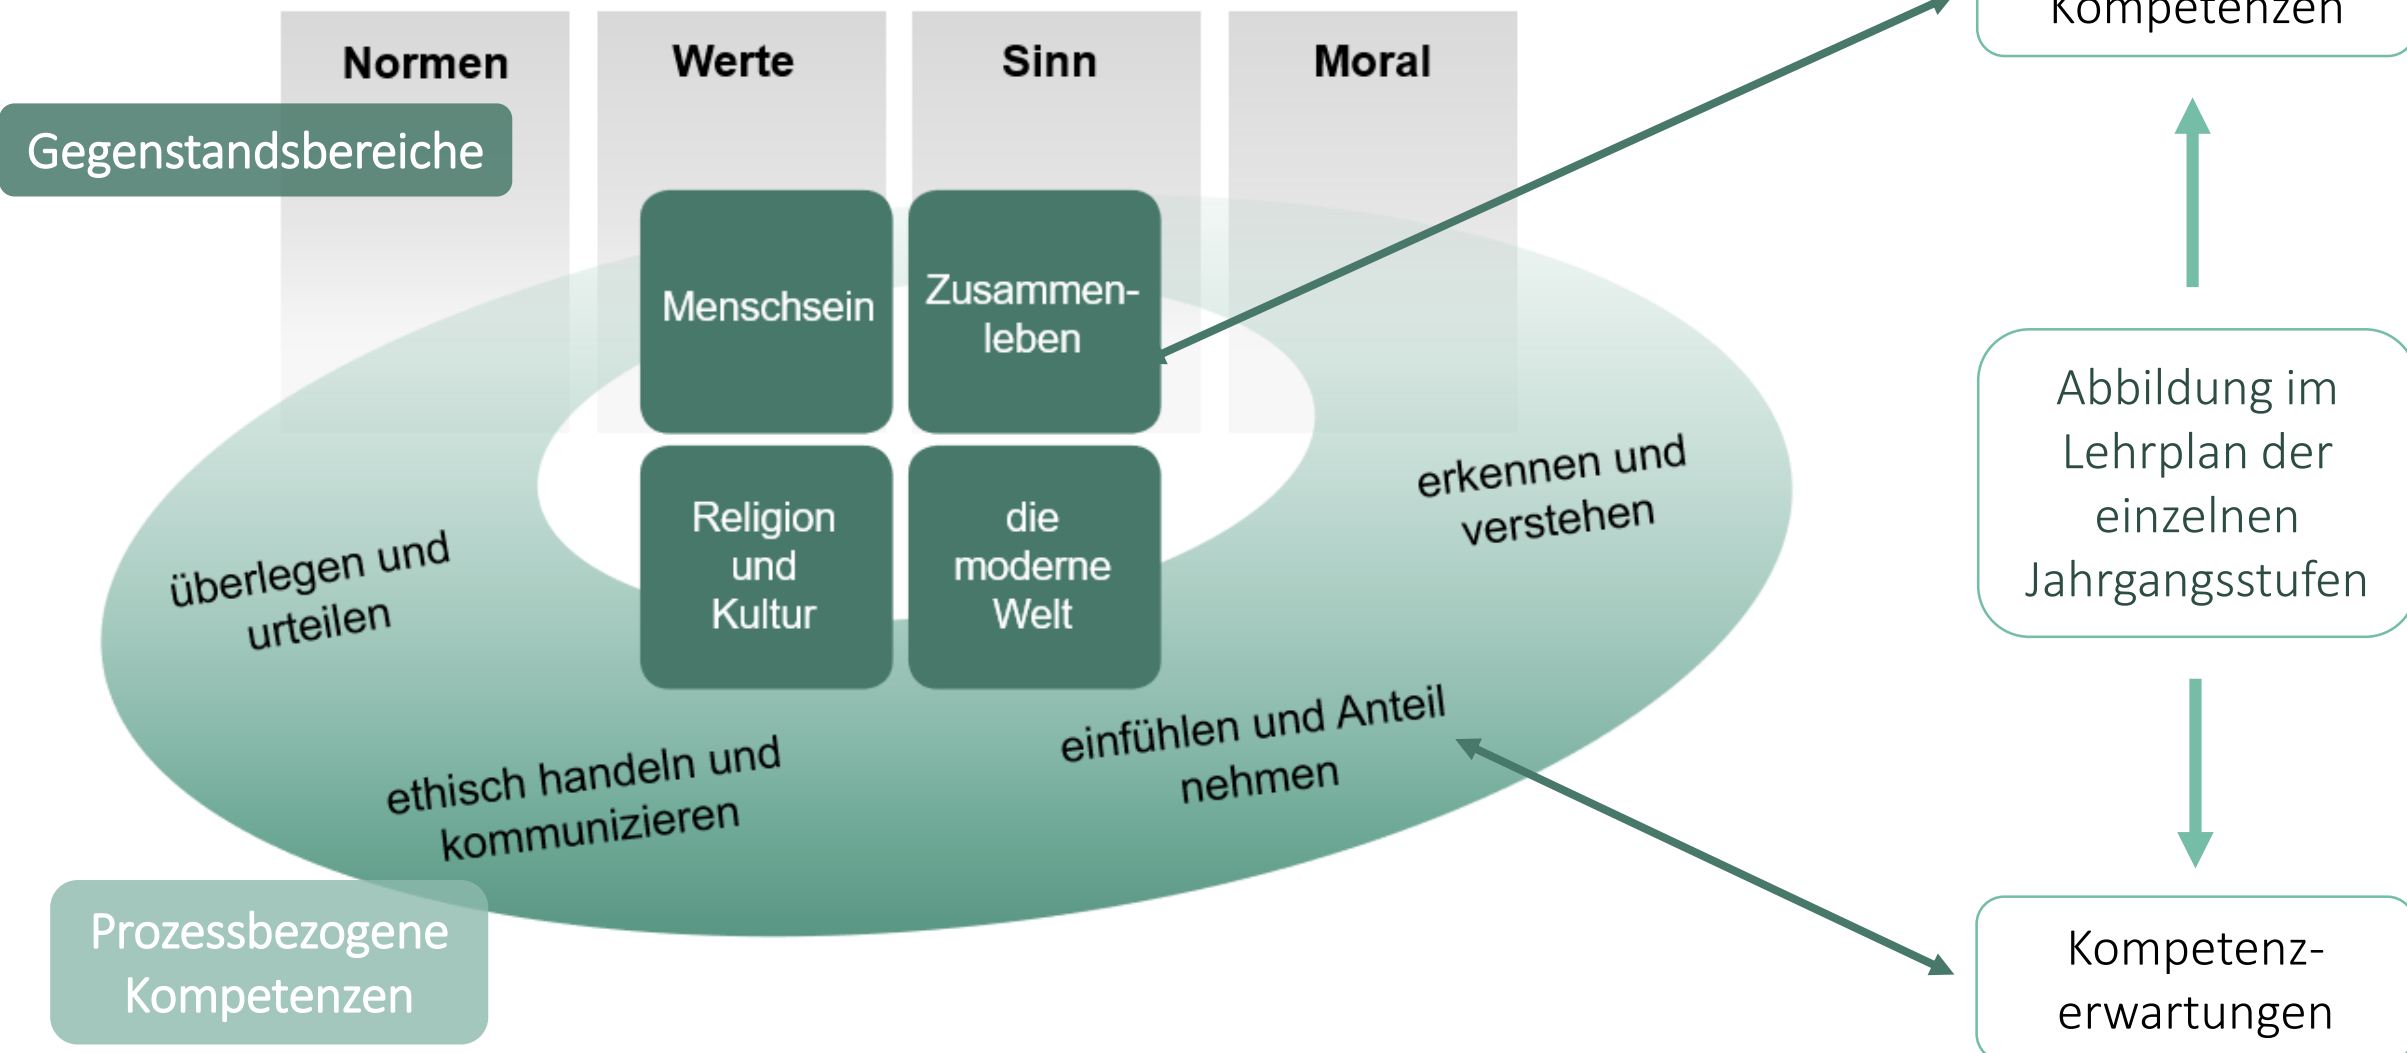 Kompetenzen
Normen
Werte
Sinn
Moral
Gegenstandsbereiche
Menschsein
Zusammen-
leben
Religion
und
Kultur
die
moderne
Welt
erkennen und
verstehen
überlegen und
urteilen
einfühlen und Anteil
nehmen
ethisch handeln und
kommunizieren
Prozessbezogene
Kompetenzen
Abbildung im
Lehrplan der
einzelnen
Jahrgangsstufen
Kompetenz-
erwartungen